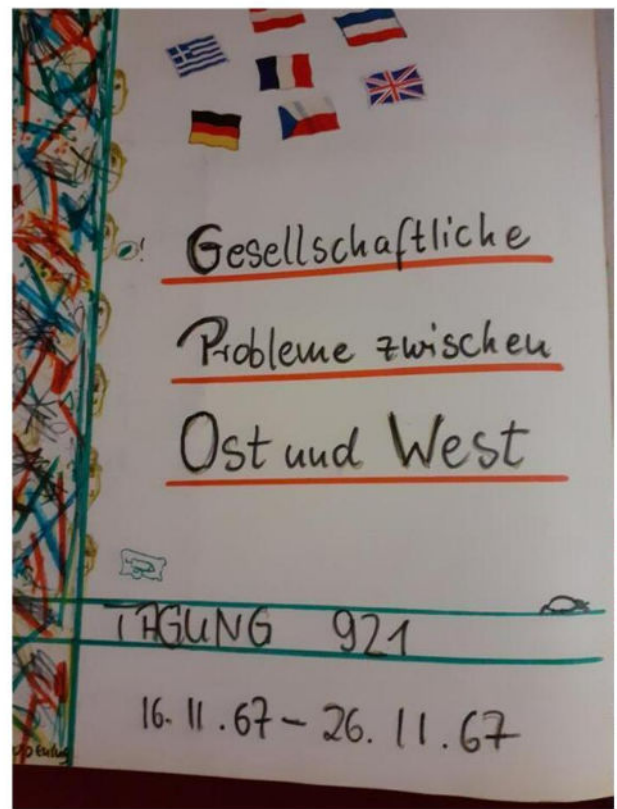 !
Gesellschaftliche
Probleme zwischen
Ost und West
TAGUNG 921
16. 11. 67 – 26. 11. 67